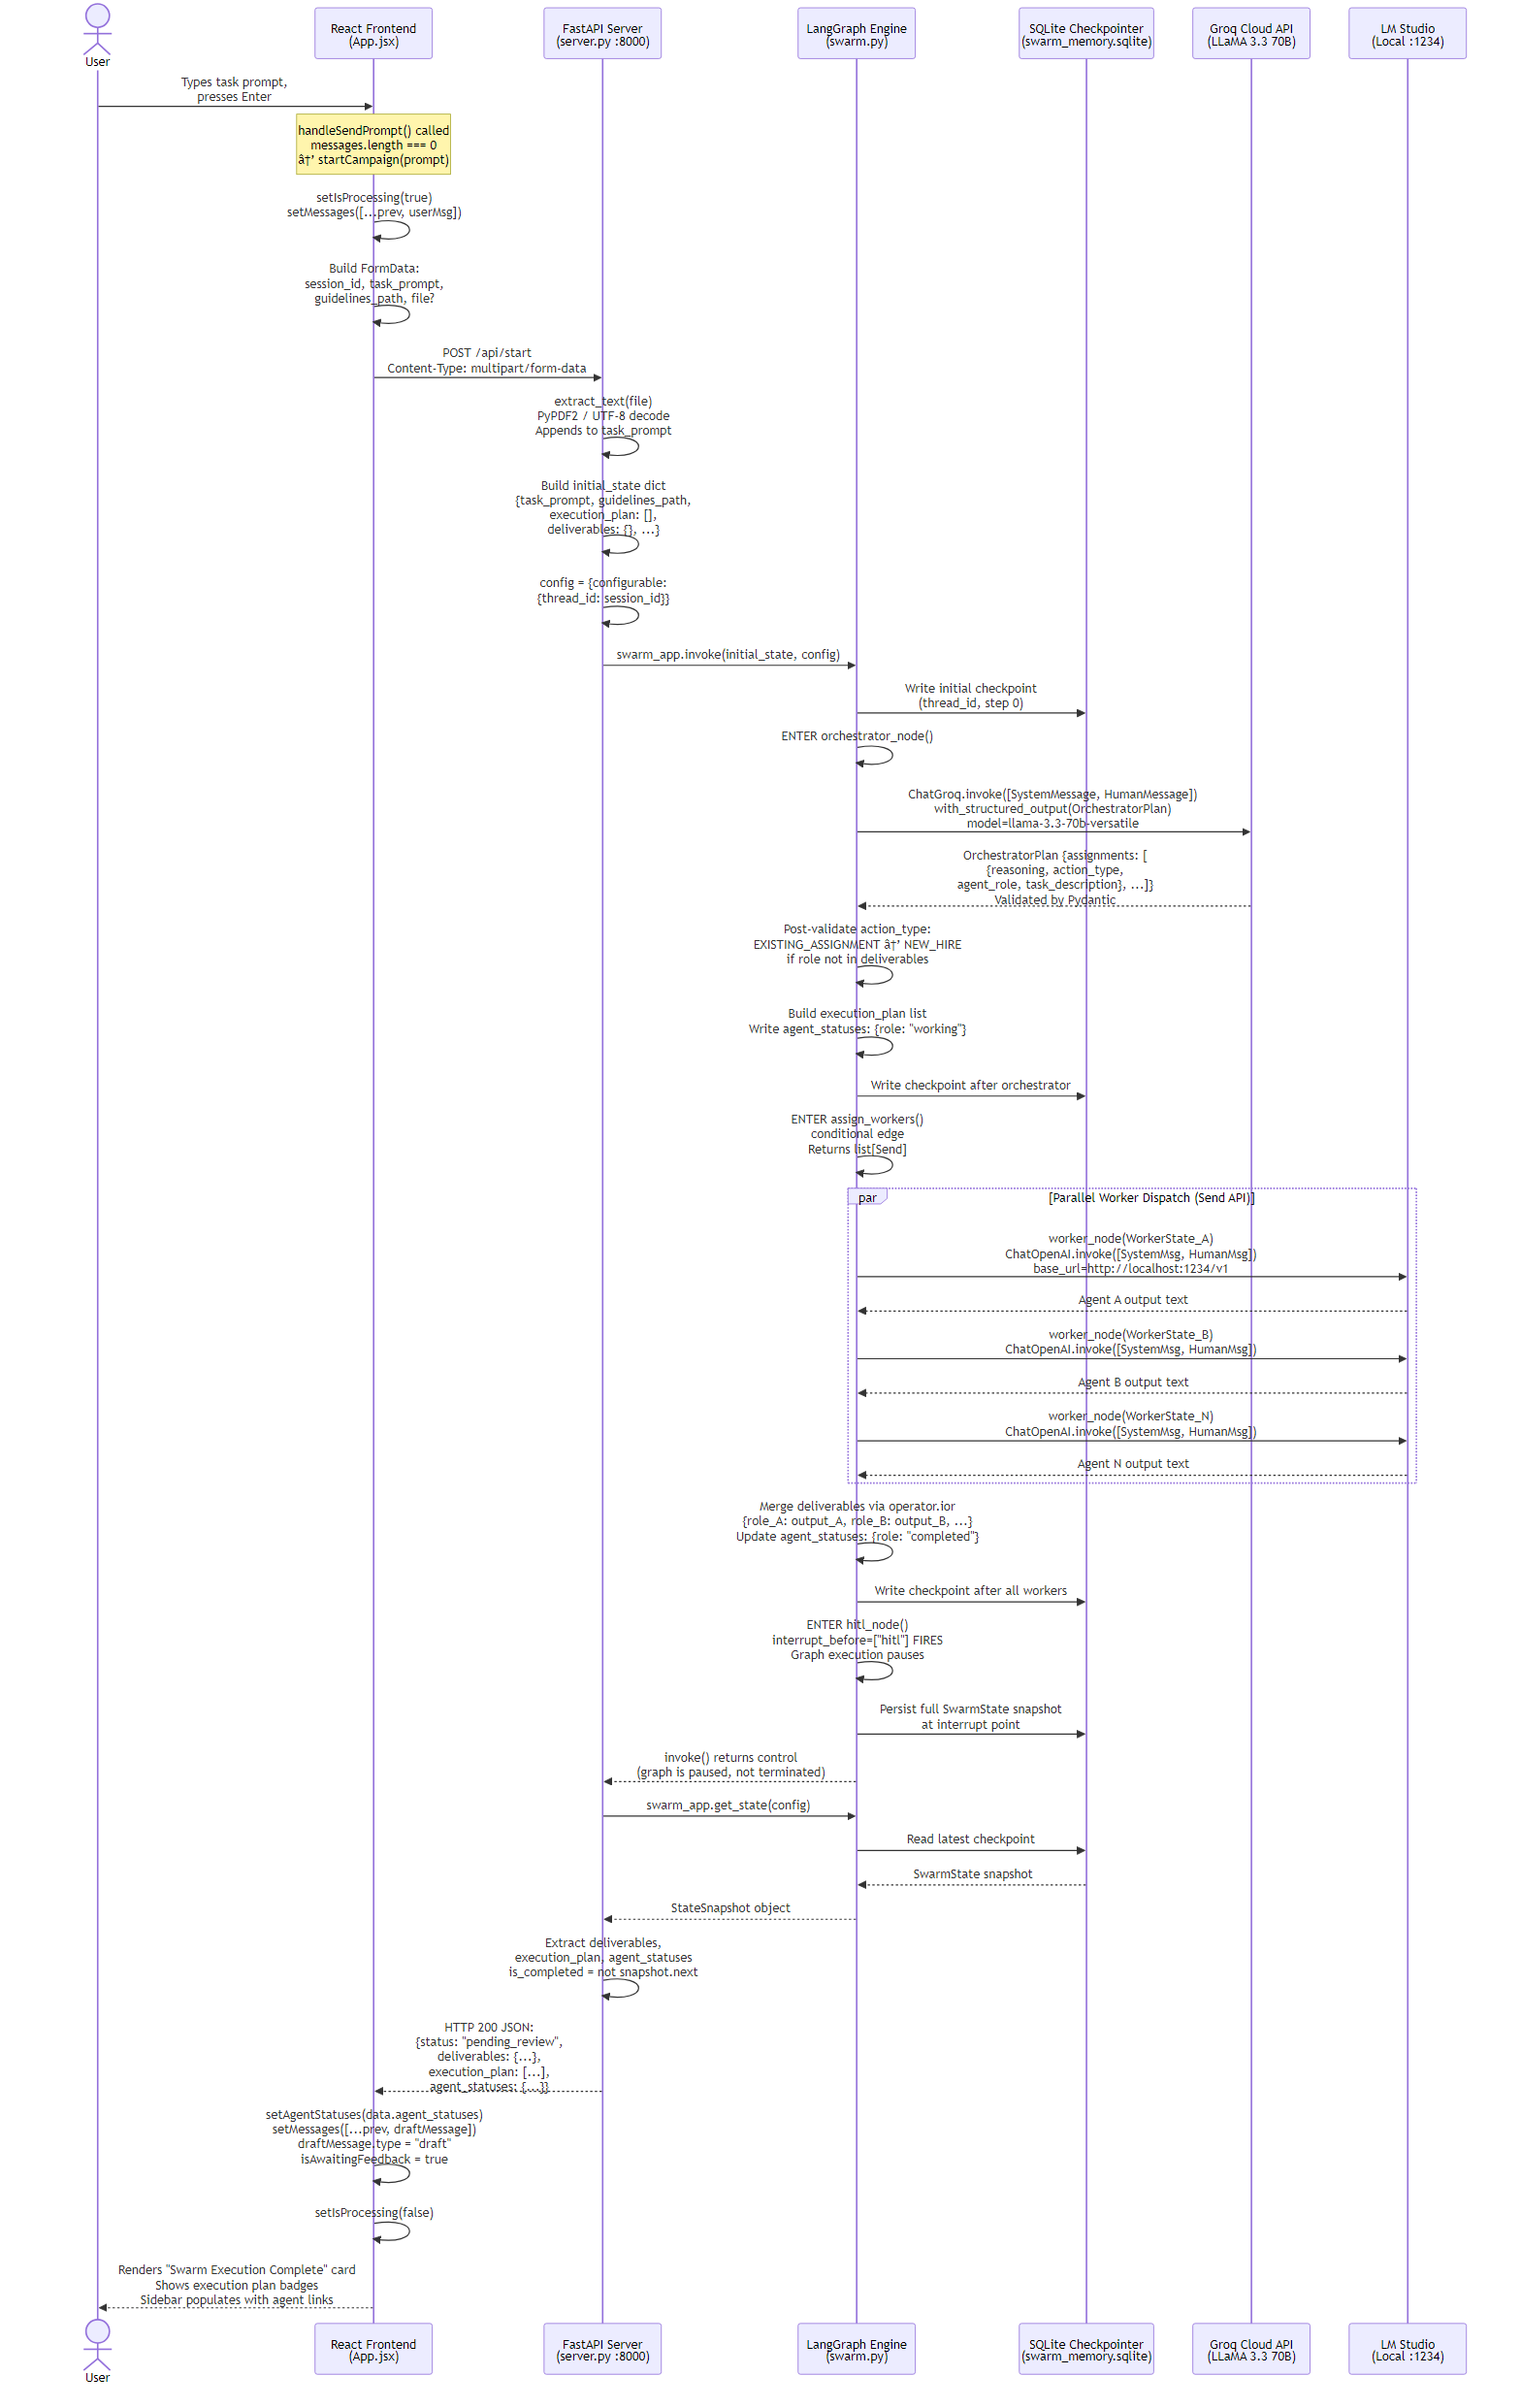 User
React Frontend
(App.jsx)
FastAPI Server
(server.py :8000)
LangGraph Engine
(swarm.py)
SQLite Checkpointer
(swarm_memory.sqlite)
Groq Cloud API
(LLaMA 3.3 70B)
LM Studio
(Local :1234)
Types task prompt,
presses Enter
handleSendPrompt() called
messages.length === 0
â†’ startCampaign(prompt)
setIsProcessing(true)
setMessages([...prev, userMsg])
Build FormData:
session_id, task_prompt,
guidelines_path, file?
POST /api/start
Content-Type: multipart/form-data
extract_text(file)
PyPDF2 / UTF-8 decode
Appends to task_prompt
Build initial_state dict
{task_prompt, guidelines_path,
execution_plan: [],
deliverables: {}, ...}
config = {configurable:
{thread_id: session_id}}
swarm_app.invoke(initial_state, config)
Write initial checkpoint
(thread_id, step 0)
ENTER orchestrator_node()
ChatGroq.invoke([SystemMessage, HumanMessage])
with_structured_output(OrchestratorPlan)
model=llama-3.3-70b-versatile
OrchestratorPlan {assignments: [
{reasoning, action_type,
agent_role, task_description}, ...]}
Validated by Pydantic
Post-validate action_type:
EXISTING_ASSIGNMENT â†’ NEW_HIRE
if role not in deliverables
Build execution_plan list
Write agent_statuses: {role: "working"}
Write checkpoint after orchestrator
ENTER assign_workers()
conditional edge
Returns list[Send]
par
[Parallel Worker Dispatch (Send API)]
worker_node(WorkerState_A)
ChatOpenAI.invoke([SystemMsg, HumanMsg])
base_url=http://localhost:1234/v1
Agent A output text
worker_node(WorkerState_B)
ChatOpenAI.invoke([SystemMsg, HumanMsg])
Agent B output text
worker_node(WorkerState_N)
ChatOpenAI.invoke([SystemMsg, HumanMsg])
Agent N output text
Merge deliverables via operator.ior
{role_A: output_A, role_B: output_B, ...}
Update agent_statuses: {role: "completed"}
Write checkpoint after all workers
ENTER hitl_node()
interrupt_before=["hitl"] FIRES
Graph execution pauses
Persist full SwarmState snapshot
at interrupt point
invoke() returns control
(graph is paused, not terminated)
swarm_app.get_state(config)
Read latest checkpoint
SwarmState snapshot
StateSnapshot object
Extract deliverables,
execution_plan, agent_statuses
is_completed = not snapshot.next
HTTP 200 JSON:
{status: "pending_review",
deliverables: {...},
execution_plan: [...],
agent_statuses: {...}}
setAgentStatuses(data.agent_statuses)
setMessages([...prev, draftMessage])
draftMessage.type = "draft"
isAwaitingFeedback = true
setIsProcessing(false)
Renders "Swarm Execution Complete" card
Shows execution plan badges
Sidebar populates with agent links
User
React Frontend
(App.jsx)
FastAPI Server
(server.py :8000)
LangGraph Engine
(swarm.py)
SQLite Checkpointer
(swarm_memory.sqlite)
Groq Cloud API
(LLaMA 3.3 70B)
LM Studio
(Local :1234)